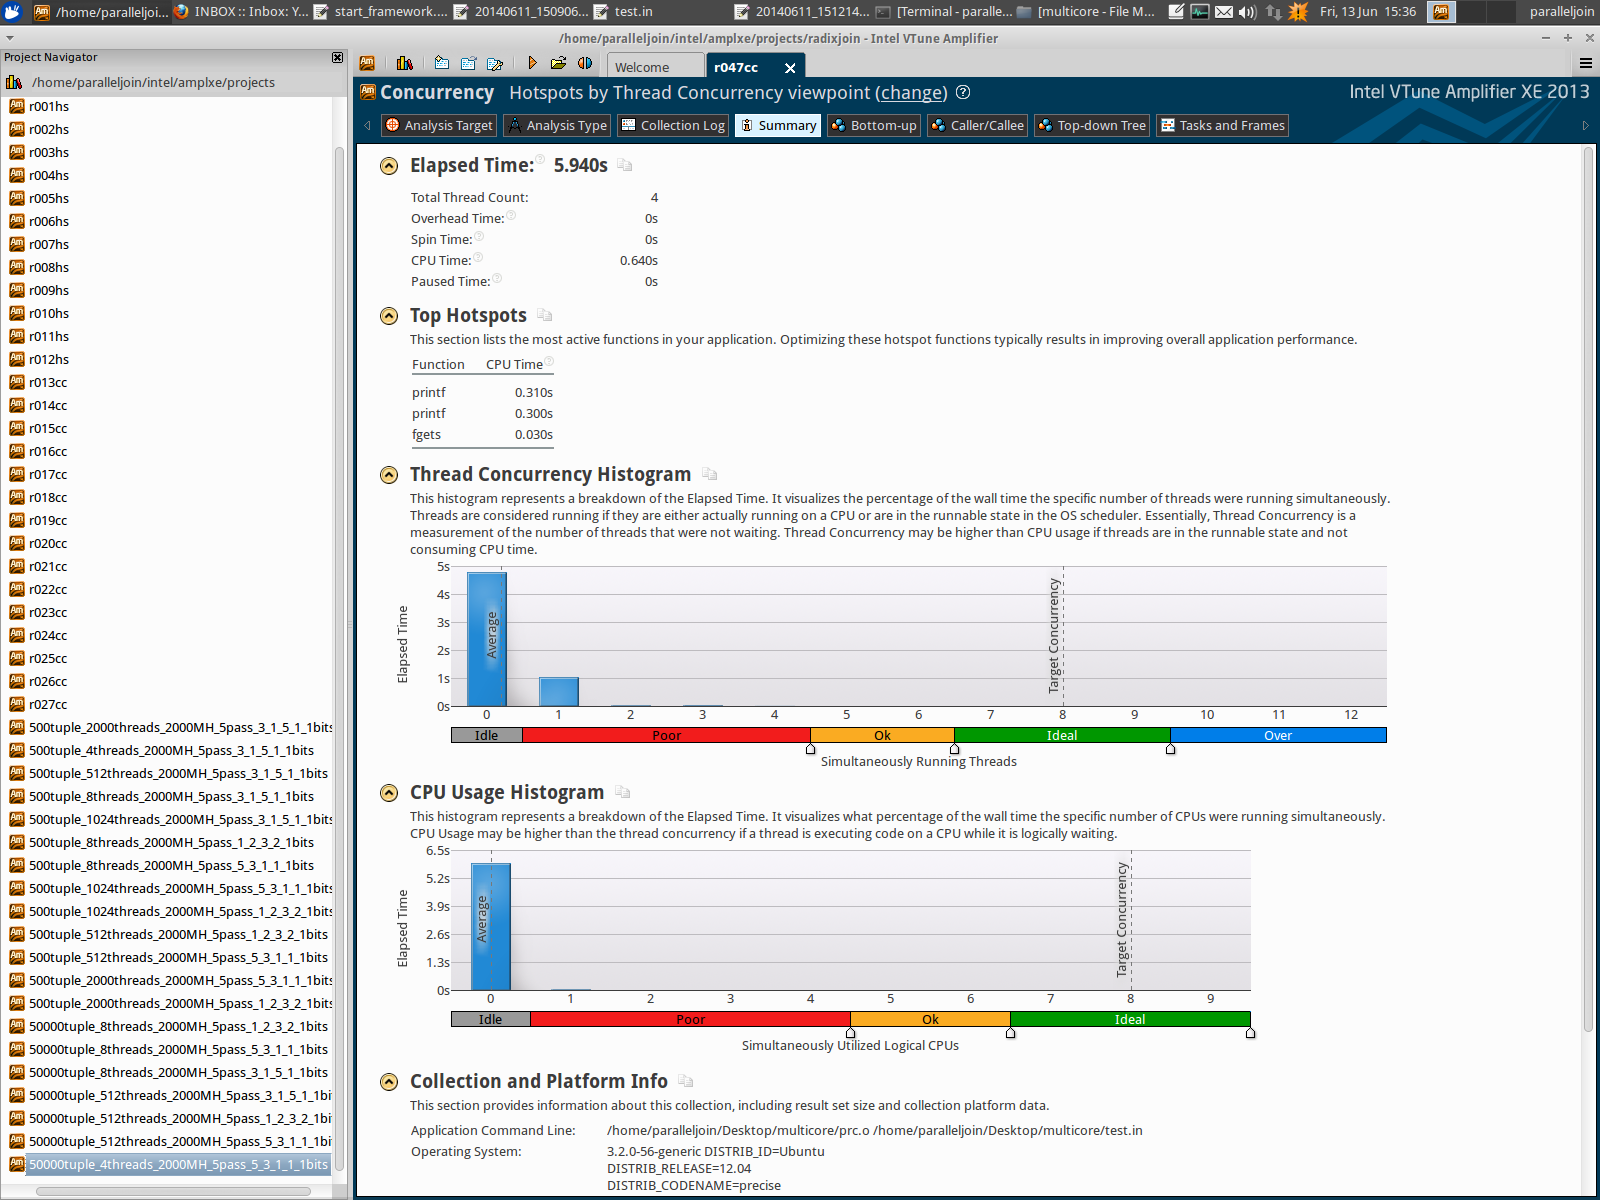 /home/paralleljoi...
INBOX :: Inbox: Y...
start_framework....
20140611_150906...
test.in
20140611_151214...
[Terminal - paralle...
[multicore - File M...
Fri, 13 Jun 15:36
paralleljoin
/home/paralleljoin/intel/amplxe/projects/radixjoin - Intel VTune Amplifier
Project Navigator
/home/paralleljoin/intel/amplxe/projects
r001hs
r002hs
r003hs
r004hs
r005hs
r006hs
r007hs
r008hs
r009hs
r010hs
r011hs
r012hs
r013cc
r014cc
r015cc
r016cc
r017cc
r018cc
r019cc
r020cc
r021cc
r022cc
r023cc
r024cc
r025cc
r026cc
r027cc
500tuple_2000threads_2000MH_5pass_3_1_5_1_1bits
500tuple_4threads_2000MH_5pass_3_1_5_1_1bits
500tuple_512threads_2000MH_5pass_3_1_5_1_1bits
500tuple_8threads_2000MH_5pass_3_1_5_1_1bits
500tuple_1024threads_2000MH_5pass_3_1_5_1_1bits
500tuple_8threads_2000MH_5pass_1_2_3_2_1bits
500tuple_8threads_2000MH_5pass_5_3_1_1_1bits
500tuple_1024threads_2000MH_5pass_5_3_1_1_1bits
500tuple_1024threads_2000MH_5pass_1_2_3_2_1bits
500tuple_512threads_2000MH_5pass_1_2_3_2_1bits
500tuple_512threads_2000MH_5pass_5_3_1_1_1bits
500tuple_2000threads_2000MH_5pass_5_3_1_1_1bits
500tuple_2000threads_2000MH_5pass_1_2_3_2_1bits
50000tuple_8threads_2000MH_5pass_1_2_3_2_1bits
50000tuple_8threads_2000MH_5pass_5_3_1_1_1bits
50000tuple_8threads_2000MH_5pass_3_1_5_1_1bits
50000tuple_512threads_2000MH_5pass_3_1_5_1_1bi
50000tuple_512threads_2000MH_5pass_1_2_3_2_1bi
50000tuple_512threads_2000MH_5pass_5_3_1_1_1bi
50000tuple_4threads_2000MH_5pass_5_3_1_1_1bits
Welcome
r047cc
Concurrency Hotspots by Thread Concurrency viewpoint (change)
Intel VTune Amplifier XE 2013
Analysis Target
Analysis Type
Collection Log
Summary
Bottom-up
Caller/Callee
Top-down Tree
Tasks and Frames
Elapsed Time: 5.940s
Total Thread Count: 4
Overhead Time: 0s
Spin Time: 0s
CPU Time: 0.640s
Paused Time: 0s
Top Hotspots
This section lists the most active functions in your application. Optimizing these hotspot functions typically results in improving overall application performance.
Function CPU Time
printf 0.310s
printf 0.300s
fgets 0.030s
Thread Concurrency Histogram
This histogram represents a breakdown of the Elapsed Time. It visualizes the percentage of the wall time the specific number of threads were running simultaneously.
Threads are considered running if they are either actually running on a CPU or are in the runnable state in the OS scheduler. Essentially, Thread Concurrency is a
measurement of the number of threads that were not waiting. Thread Concurrency may be higher than CPU usage if threads are in the runnable state and not
consuming CPU time.
Elapsed Time
5s
4s
3s
2s
1s
0s
Average
Target Concurrency
0 1 2 3 4 5 6 7 8 9 10 11 12
Idle Poor Ok Ideal Over
Simultaneously Running Threads
CPU Usage Histogram
This histogram represents a breakdown of the Elapsed Time. It visualizes what percentage of the wall time the specific number of CPUs were running simultaneously.
CPU Usage may be higher than the thread concurrency if a thread is executing code on a CPU while it is logically waiting.
Elapsed Time
6.5s
5.2s
3.9s
2.6s
1.3s
0s
Average
Target Concurrency
0 1 2 3 4 5 6 7 8 9
Idle Poor Ok Ideal
Simultaneously Utilized Logical CPUs
Collection and Platform Info
This section provides information about this collection, including result set size and collection platform data.
Application Command Line: /home/paralleljoin/Desktop/multicore/prc.o /home/paralleljoin/Desktop/multicore/test.in
Operating System: 3.2.0-56-generic DISTRIB_ID=Ubuntu
DISTRIB_RELEASE=12.04
DISTRIB_CODENAME=precise